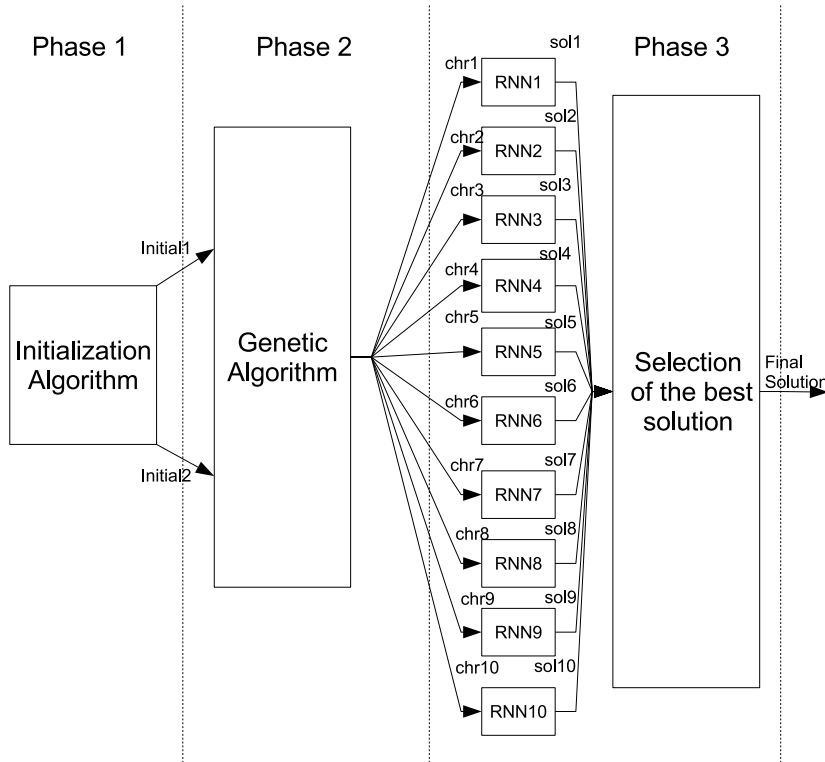 Phase 1
Phase 2
Phase 3
Initialization
Algorithm
Initial1
Initial2
Genetic
Algorithm
chr1
RNN1
sol1
chr2
RNN2
sol2
chr3
RNN3
sol3
chr4
RNN4
sol4
chr5
RNN5
sol5
chr6
RNN6
sol6
chr7
RNN7
sol7
chr8
RNN8
sol8
chr9
RNN9
sol9
chr10
RNN10
sol10
Selection
of the best
solution
Final
Solution